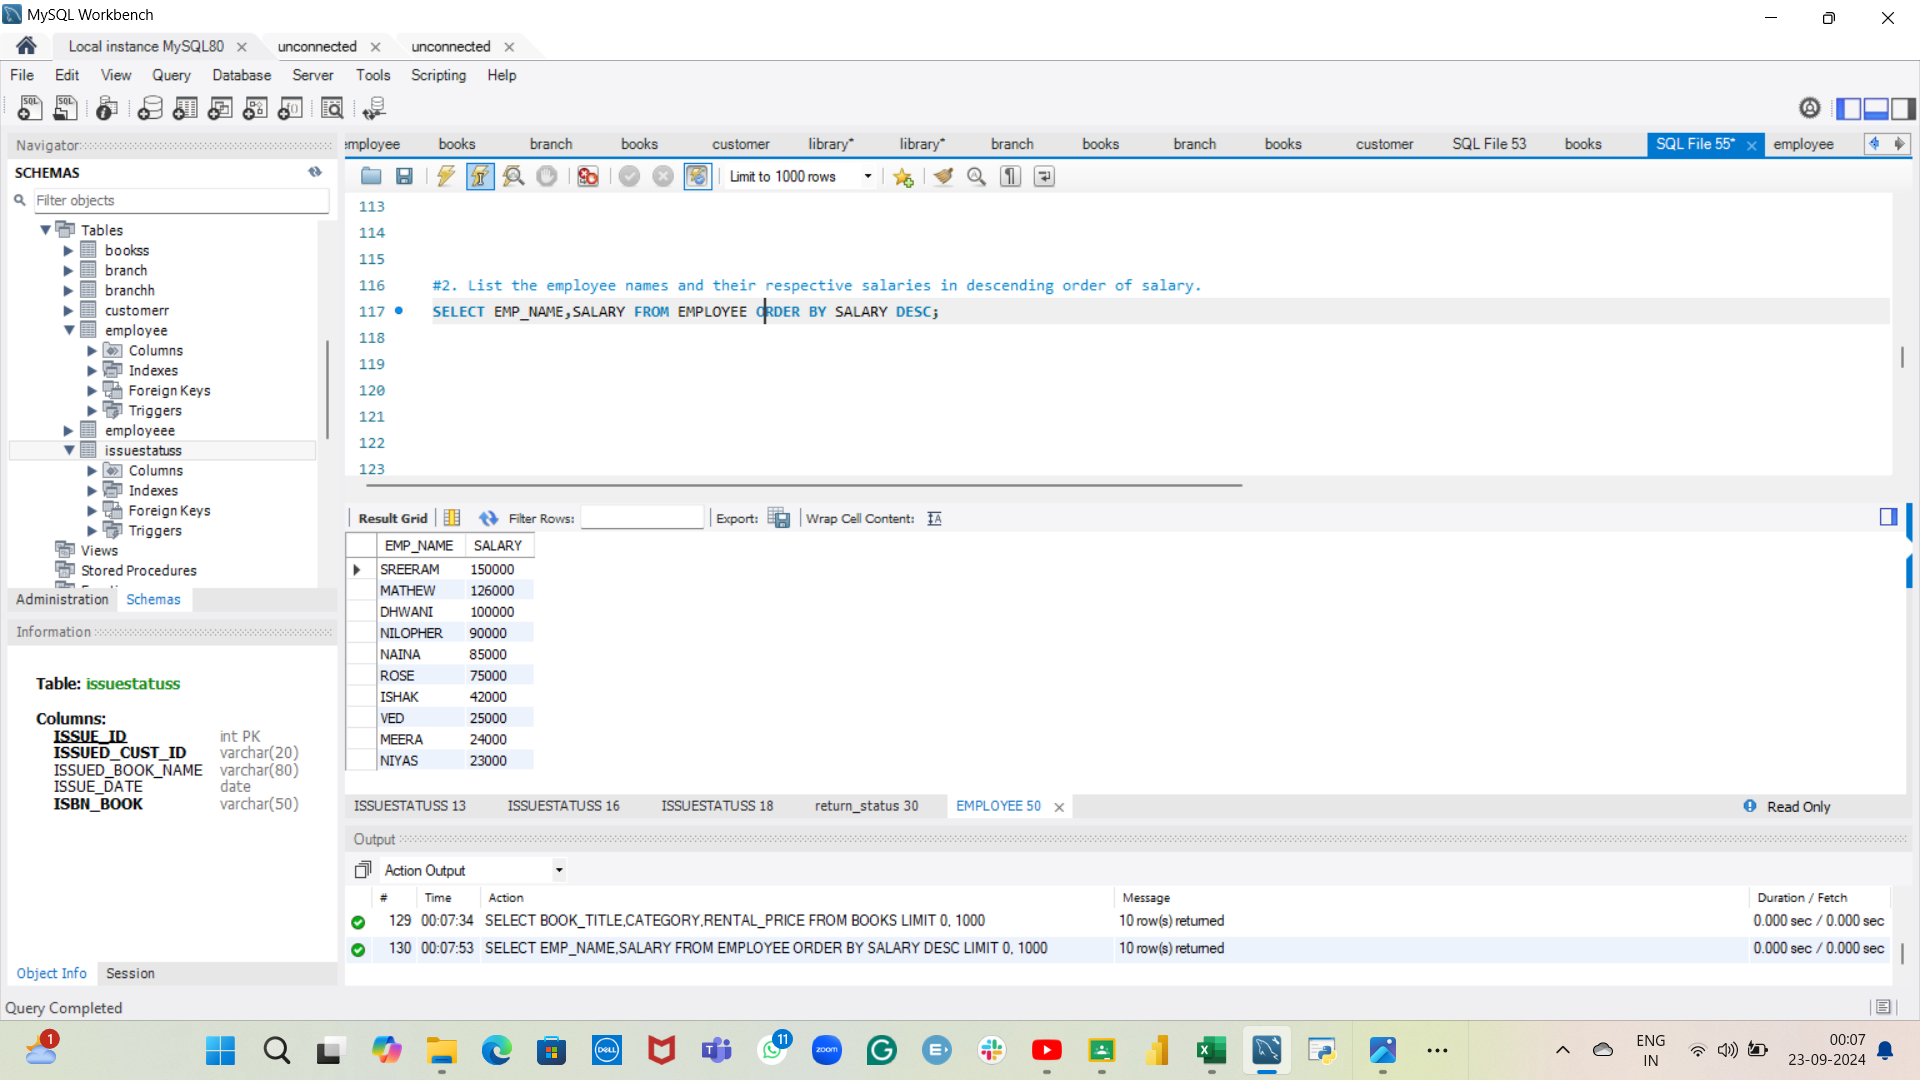 MySQL Workbench
Local instance MySQL80 unconnected unconnected
File Edit View Query Database Server Tools Scripting Help
Navigator
employee books branch books customer library* library* branch books branch books customer SQL File 53 books SQL File 55* employee
SCHEMAS
Limit to 1000 rows
Filter objects
Tables
bookss
branch
branchh
customerr
employee
Columns
Indexes
Foreign Keys
Triggers
employeee
issuestatuss
Columns
Indexes
Foreign Keys
Triggers
Views
Stored Procedures
Administration Schemas
Information
Table: issuestatuss
Columns:
ISSUE_ID int PK
ISSUED_CUST_ID varchar(20)
ISSUED_BOOK_NAME varchar(80)
ISSUE_DATE date
ISBN_BOOK varchar(50)
Object Info Session
113
114
115
116 #2. List the employee names and their respective salaries in descending order of salary.
117 SELECT EMP_NAME,SALARY FROM EMPLOYEE ORDER BY SALARY DESC;
118
119
120
121
122
123
Result Grid Filter Rows: Export: Wrap Cell Content:
EMP_NAME SALARY
SREERAM 150000
MATHEW 126000
DHWANI 100000
NILOPHER 90000
NAINA 85000
ROSE 75000
ISHAK 42000
VED 25000
MEERA 24000
NIYAS 23000
ISSUESTATUSS 13 ISSUESTATUSS 16 ISSUESTATUSS 18 return_status 30 EMPLOYEE 50 Read Only
Output
Action Output
# Time Action Message Duration / Fetch
129 00:07:34 SELECT BOOK_TITLE,CATEGORY,RENTAL_PRICE FROM BOOKS LIMIT 0, 1000 10 row(s) returned 0.000 sec / 0.000 sec
130 00:07:53 SELECT EMP_NAME,SALARY FROM EMPLOYEE ORDER BY SALARY DESC LIMIT 0, 1000 10 row(s) returned 0.000 sec / 0.000 sec
Query Completed
1
11
DELL
zoom
ENG
IN
00:07
23-09-2024